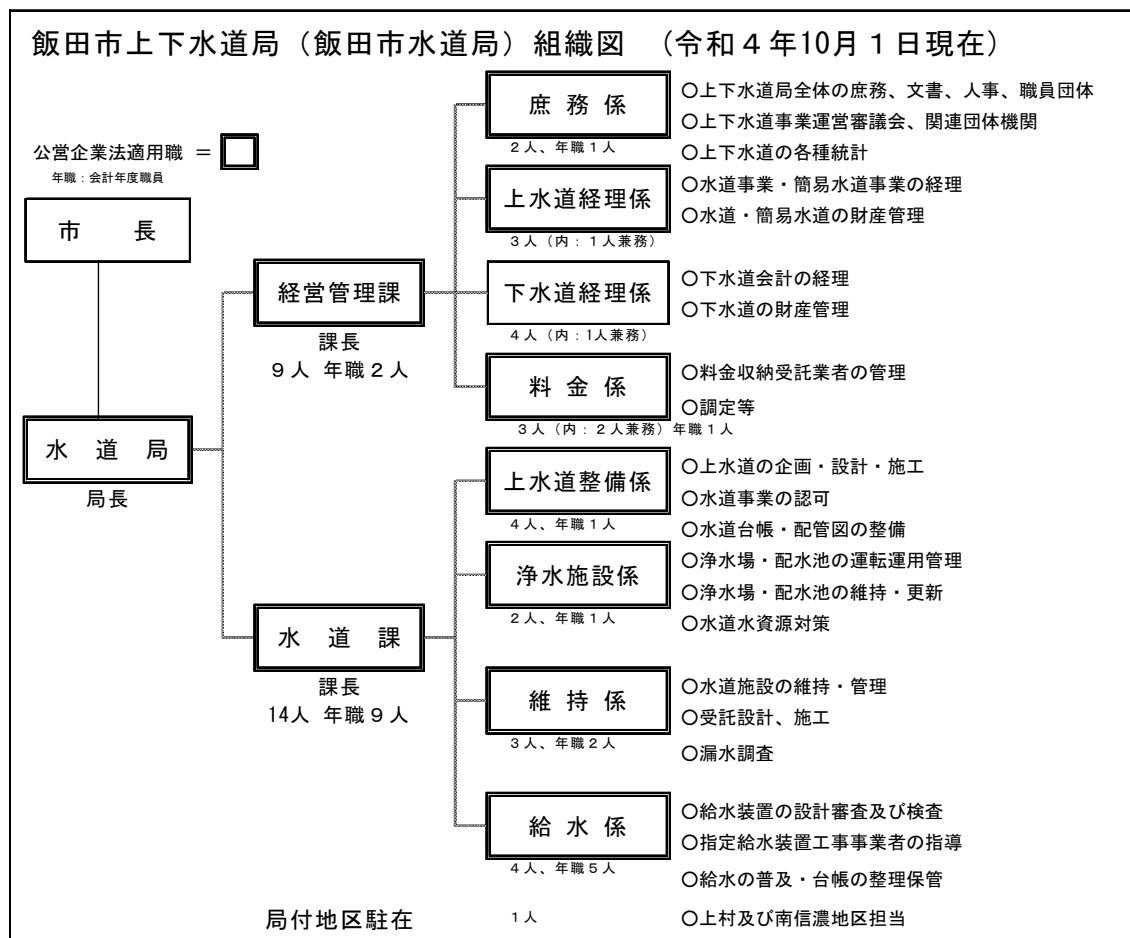 飯田市上下水道局（飯田市水道局）組織図　（令和４年10月１日現在）
公営企業法適用職 ＝
年職：会計年度職員
市　　長
水　道　局
局長
経営管理課
課長
９人 年職２人
庶 務 係
２人、年職１人
○上下水道局全体の庶務、文書、人事、職員団体
○上下水道事業運営審議会、関連団体機関
○上下水道の各種統計
上水道経理係
３人（内：１人兼務）
○水道事業・簡易水道事業の経理
○水道・簡易水道の財産管理
下水道経理係
４人（内：1人兼務）
○下水道会計の経理
○下水道の財産管理
料 金 係
３人（内：２人兼務）年職１人
○料金収納受託業者の管理
○調定等
水　道　課
課長
14人 年職９人
上水道整備係
４人、年職１人
○上水道の企画・設計・施工
○水道事業の認可
○水道台帳・配管図の整備
浄水施設係
２人、年職１人
○浄水場・配水池の運転運用管理
○浄水場・配水池の維持・更新
○水道水資源対策
維 持 係
３人、年職２人
○水道施設の維持・管理
○受託設計、施工
○漏水調査
給 水 係
４人、年職５人
○給水装置の設計審査及び検査
○指定給水装置工事事業者の指導
○給水の普及・台帳の整理保管
局付地区駐在
１人
○上村及び南信濃地区担当